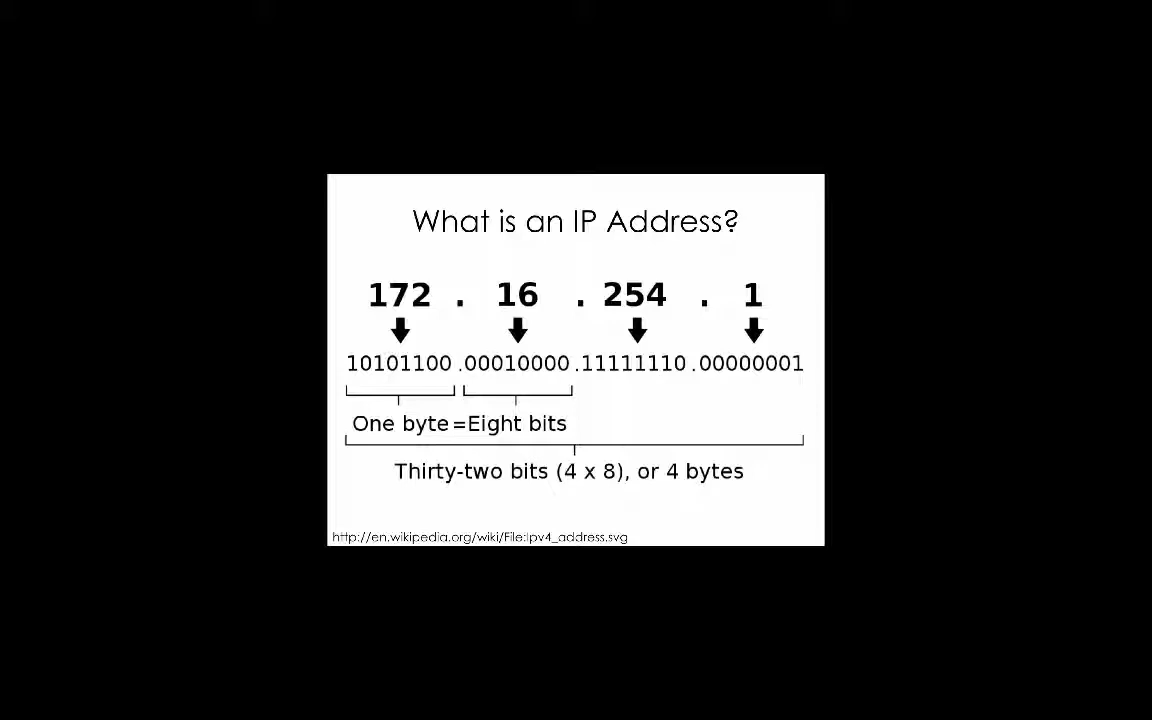 What is an IP Address?
172 . 16 . 254 . 1
10101100 .00010000 .11111110 .00000001
One byte =Eight bits
Thirty-two bits (4 x 8), or 4 bytes
http://en.wikipedia.org/wiki/File:Ipv4_address.svg